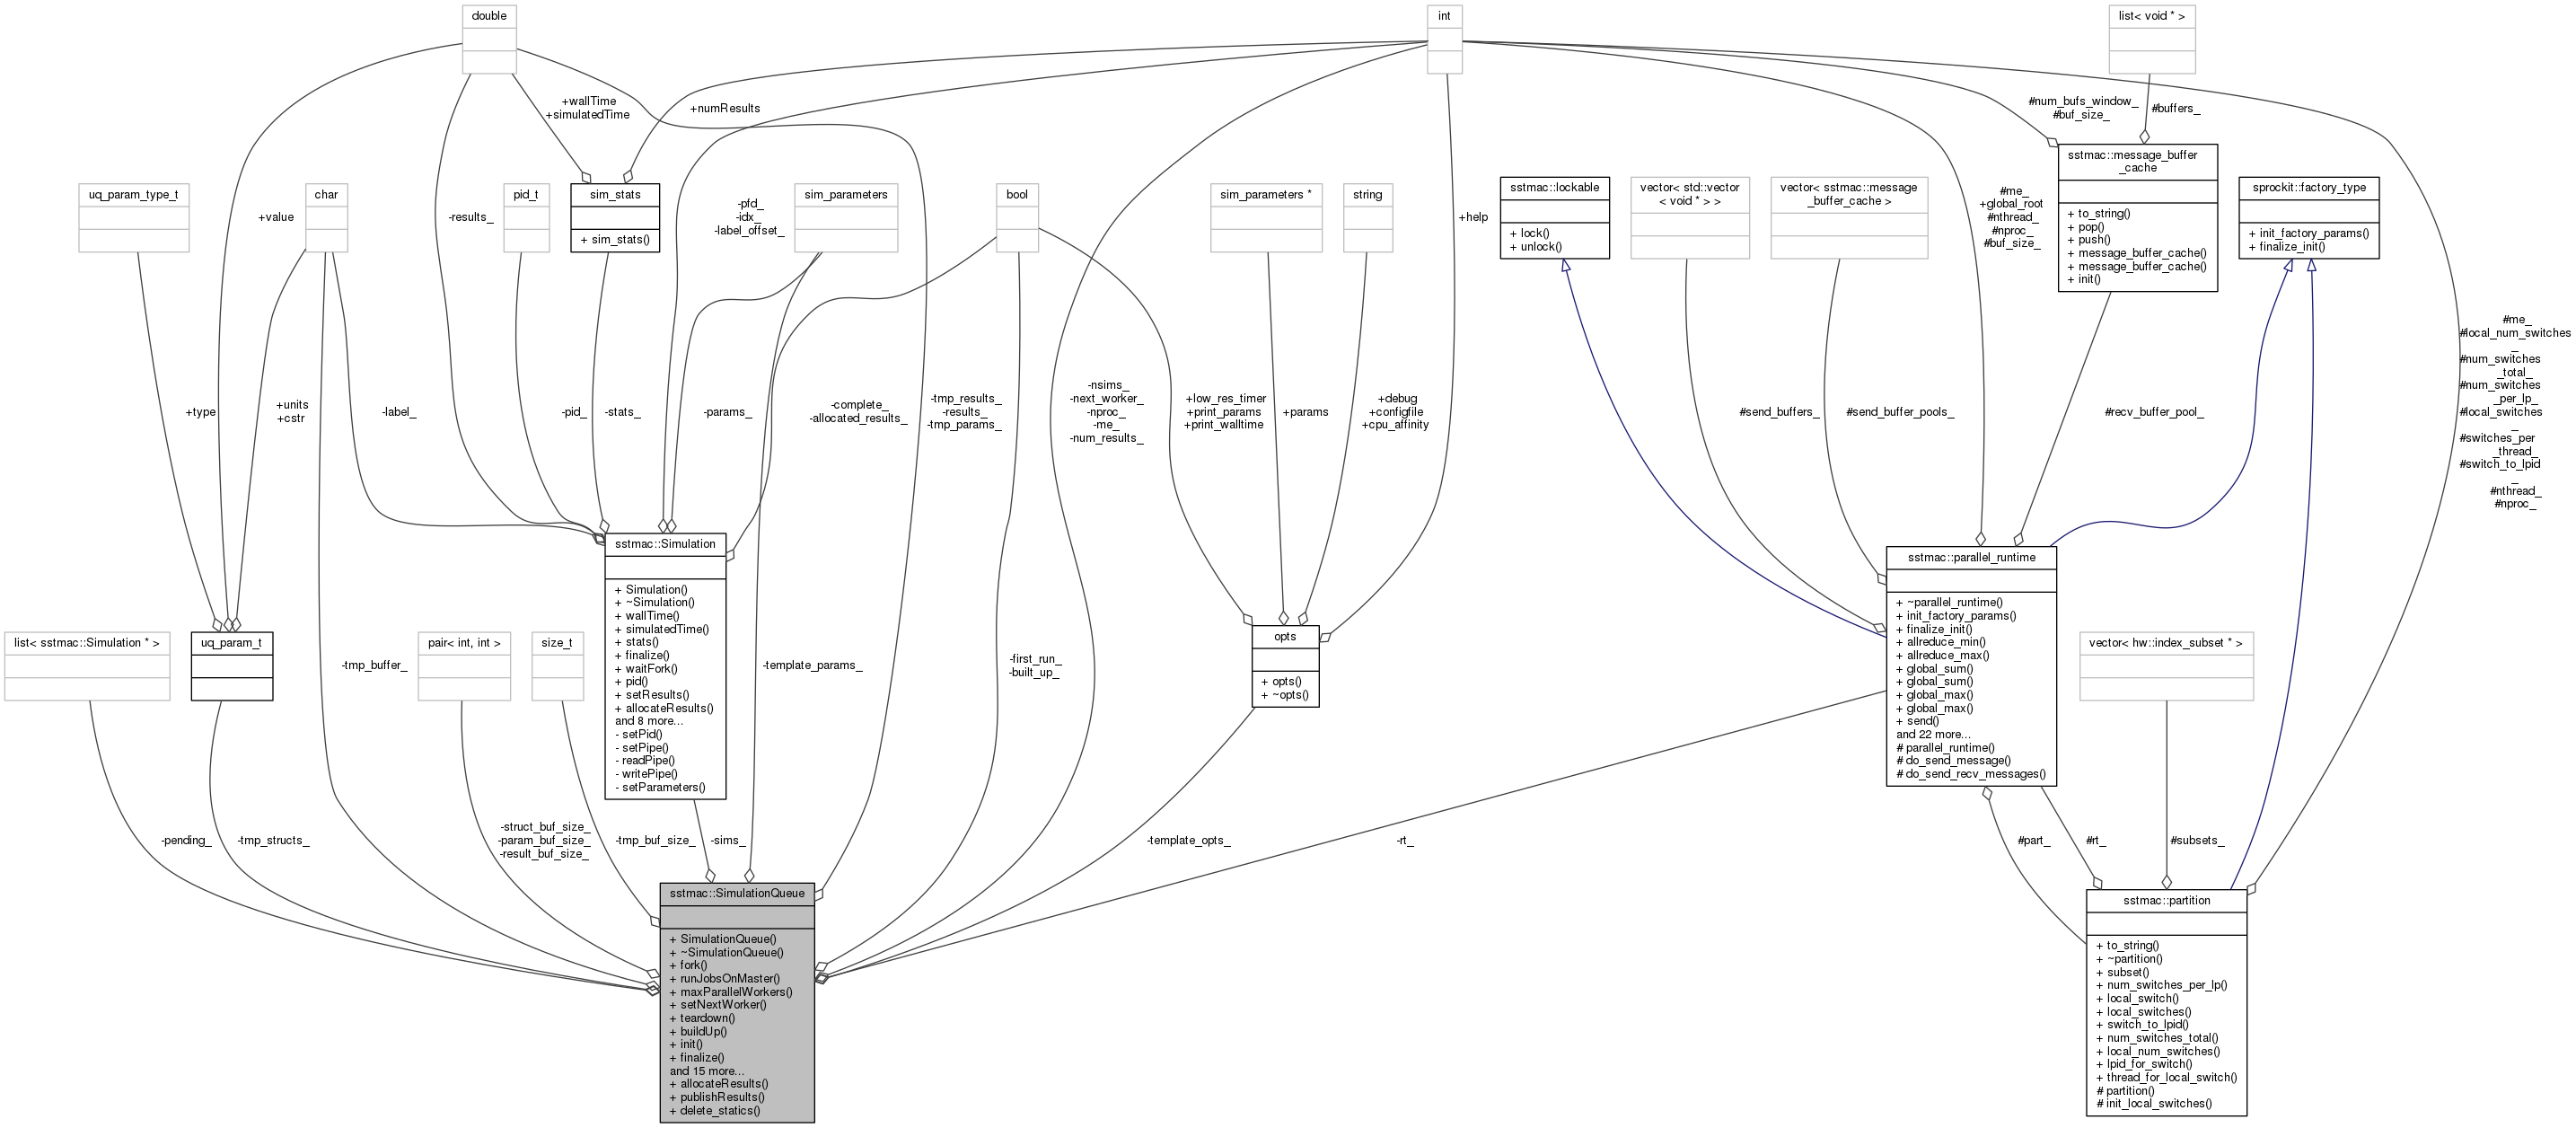 double
int
list< void * >
+wallTime
+simulatedTime
+numResults
#num_bufs_window_
#buf_size_
#buffers_
sstmac::message_buffer
_cache
+ to_string()
+ pop()
+ push()
+ message_buffer_cache()
+ message_buffer_cache()
+ init()
uq_param_type_t
char
pid_t
sim_stats
+ sim_stats()
sim_parameters
bool
sim_parameters *
string
sstmac::lockable
+ lock()
+ unlock()
vector< std::vector
< void * > >
vector< sstmac::message
_buffer_cache >
sprockit::factory_type
+ init_factory_params()
+ finalize_init()
+value
-results_
-pfd_
-idx_
-label_offset_
+help
#me_
+global_root
#nthread_
#nproc_
#buf_size_
#me_
#local_num_switches
_
#num_switches
_total_
#num_switches
_per_lp_
#local_switches
_
#switches_per
_thread_
#switch_to_lpid
_
#nthread_
#nproc_
+type
+units
+cstr
-label_
-pid_
-stats_
-params_
-complete_
-allocated_results_
-tmp_results_
-results_
-tmp_params_
-nsims_
-next_worker_
-nproc_
-me_
-num_results_
+low_res_timer
+print_params
+print_walltime
+params
+debug
+configfile
+cpu_affinity
#send_buffers_
#send_buffer_pools_
#recv_buffer_pool_
sstmac::Simulation
+ Simulation()
+ ~Simulation()
+ wallTime()
+ simulatedTime()
+ stats()
+ finalize()
+ waitFork()
+ pid()
+ setResults()
+ allocateResults()
and 8 more...
- setPid()
- setPipe()
- readPipe()
- writePipe()
- setParameters()
sstmac::parallel_runtime
+ ~parallel_runtime()
+ init_factory_params()
+ finalize_init()
+ allreduce_min()
+ allreduce_max()
+ global_sum()
+ global_sum()
+ global_max()
+ global_max()
+ send()
and 22 more...
# parallel_runtime()
# do_send_message()
# do_send_recv_messages()
list< sstmac::Simulation * >
uq_param_t
pair< int, int >
size_t
opts
+ opts()
+ ~opts()
vector< hw::index_subset * >
-tmp_buffer_
-template_params_
-first_run_
-built_up_
-pending_
-tmp_structs_
-struct_buf_size_
-param_buf_size_
-result_buf_size_
-tmp_buf_size_
-sims_
-template_opts_
-rt_
#part_
#rt_
#subsets_
sstmac::SimulationQueue
+ SimulationQueue()
+ ~SimulationQueue()
+ fork()
+ runJobsOnMaster()
+ maxParallelWorkers()
+ setNextWorker()
+ teardown()
+ buildUp()
+ init()
+ finalize()
and 15 more...
+ allocateResults()
+ publishResults()
+ delete_statics()
sstmac::partition
+ to_string()
+ ~partition()
+ subset()
+ num_switches_per_lp()
+ local_switch()
+ local_switches()
+ switch_to_lpid()
+ num_switches_total()
+ local_num_switches()
+ lpid_for_switch()
+ thread_for_local_switch()
# partition()
# init_local_switches()